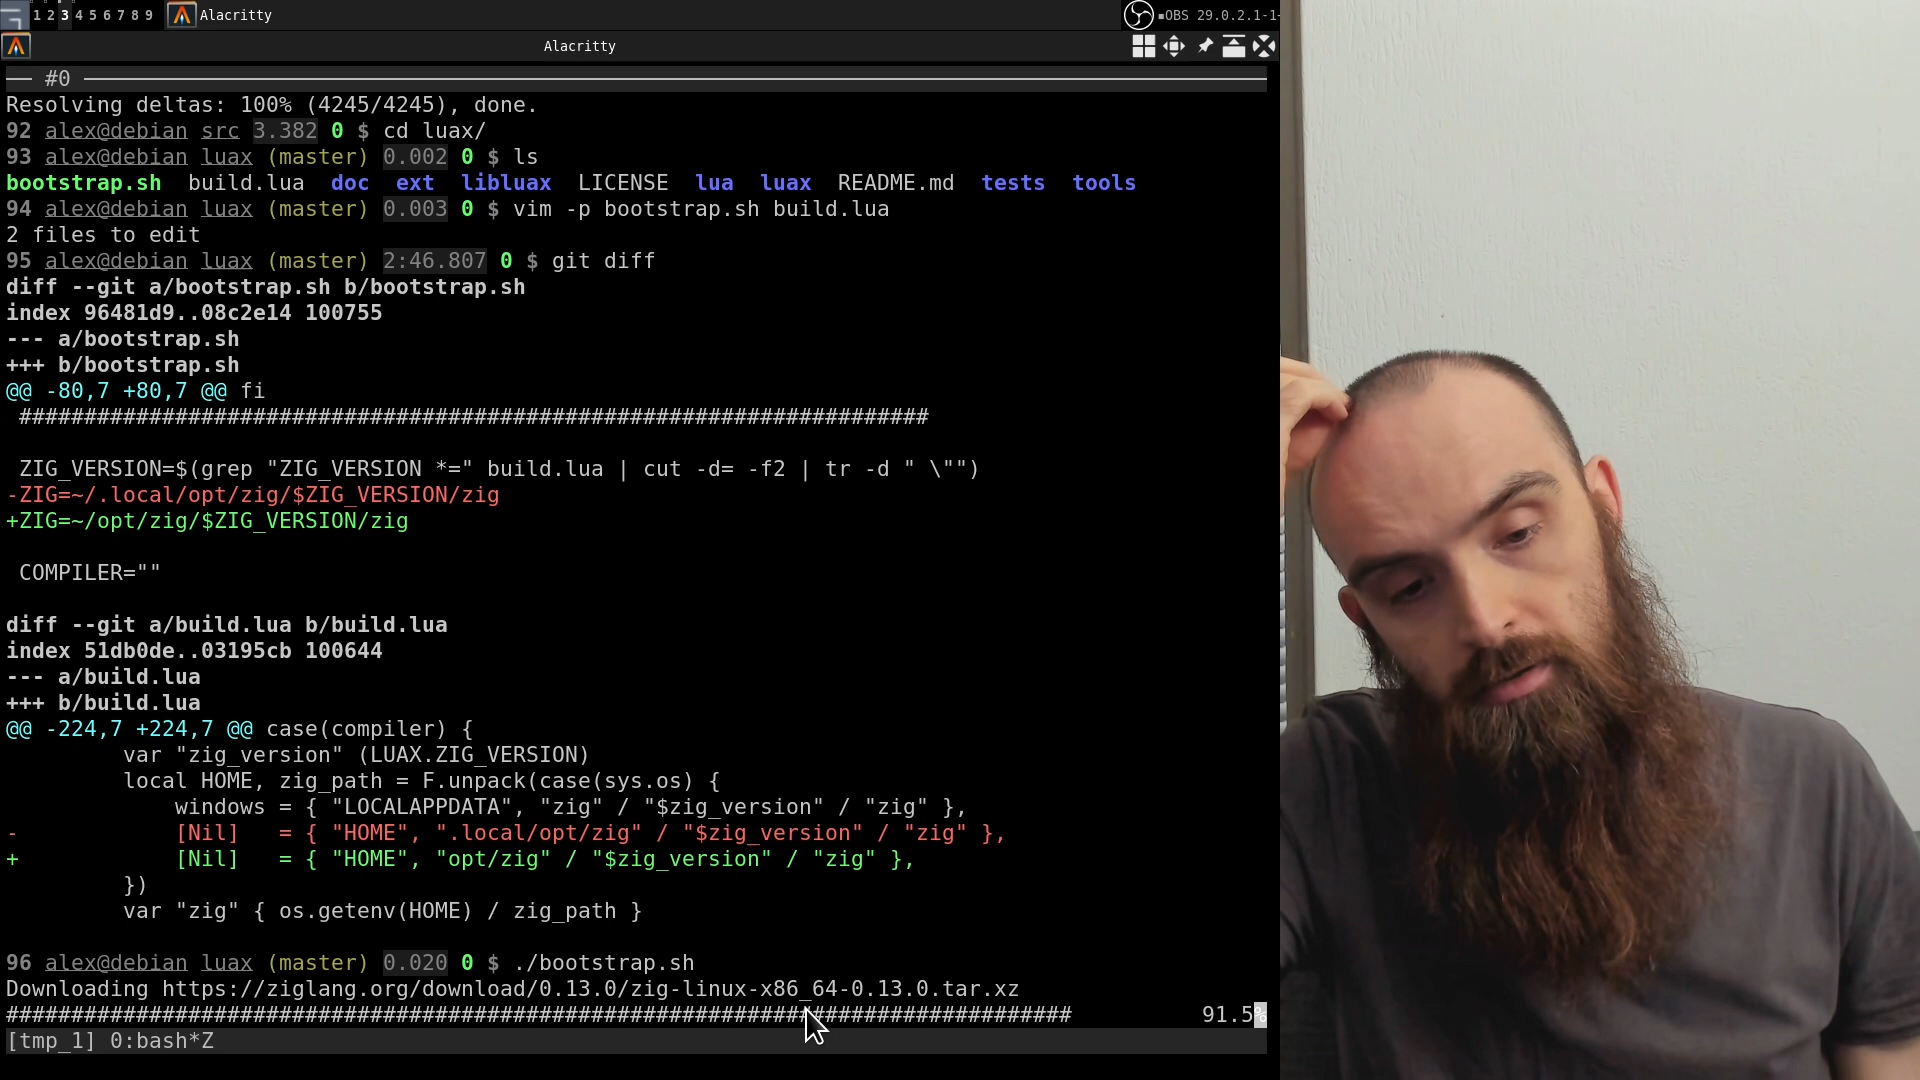 1 2 3 4 5 6 7 8 9 Alacritty OBS 29.0.2.1-1-
Alacritty
#0
Resolving deltas: 100% (4245/4245), done.
92 alex@debian src 3.382 0 $ cd luax/
93 alex@debian luax (master) 0.002 0 $ ls
bootstrap.sh build.lua doc ext libluax LICENSE lua luax README.md tests tools
94 alex@debian luax (master) 0.003 0 $ vim -p bootstrap.sh build.lua
2 files to edit
95 alex@debian luax (master) 2:46.807 0 $ git diff
diff --git a/bootstrap.sh b/bootstrap.sh
index 96481d9..08c2e14 100755
--- a/bootstrap.sh
+++ b/bootstrap.sh
@@ -80,7 +80,7 @@ fi
######################################################################
ZIG_VERSION=$(grep "ZIG_VERSION *=" build.lua | cut -d= -f2 | tr -d " \"")
-ZIG=~/.local/opt/zig/$ZIG_VERSION/zig
+ZIG=~/opt/zig/$ZIG_VERSION/zig
COMPILER=""
diff --git a/build.lua b/build.lua
index 51db0de..03195cb 100644
--- a/build.lua
+++ b/build.lua
@@ -224,7 +224,7 @@ case(compiler) {
var "zig_version" (LUAX.ZIG_VERSION)
local HOME, zig_path = F.unpack(case(sys.os) {
windows = { "LOCALAPPDATA", "zig" / "$zig_version" / "zig" },
- [Nil] = { "HOME", ".local/opt/zig" / "$zig_version" / "zig" },
+ [Nil] = { "HOME", "opt/zig" / "$zig_version" / "zig" },
})
var "zig" { os.getenv(HOME) / zig_path }
96 alex@debian luax (master) 0.020 0 $ ./bootstrap.sh
Downloading https://ziglang.org/download/0.13.0/zig-linux-x86_64-0.13.0.tar.xz
################################################################################## 91.5%
[tmp_1] 0:bash*Z